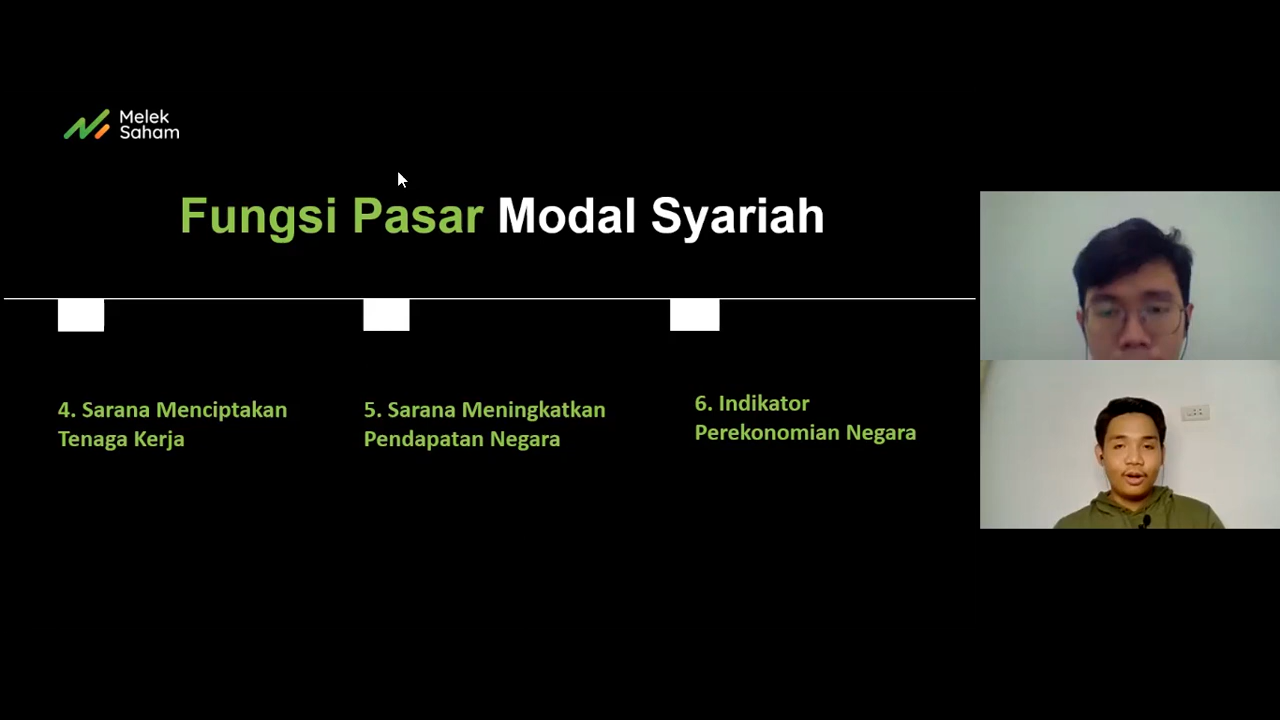 Melek
Saham
Fungsi Pasar Modal Syariah
4. Sarana Menciptakan
Tenaga Kerja
5. Sarana Meningkatkan
Pendapatan Negara
6. Indikator
Perekonomian Negara